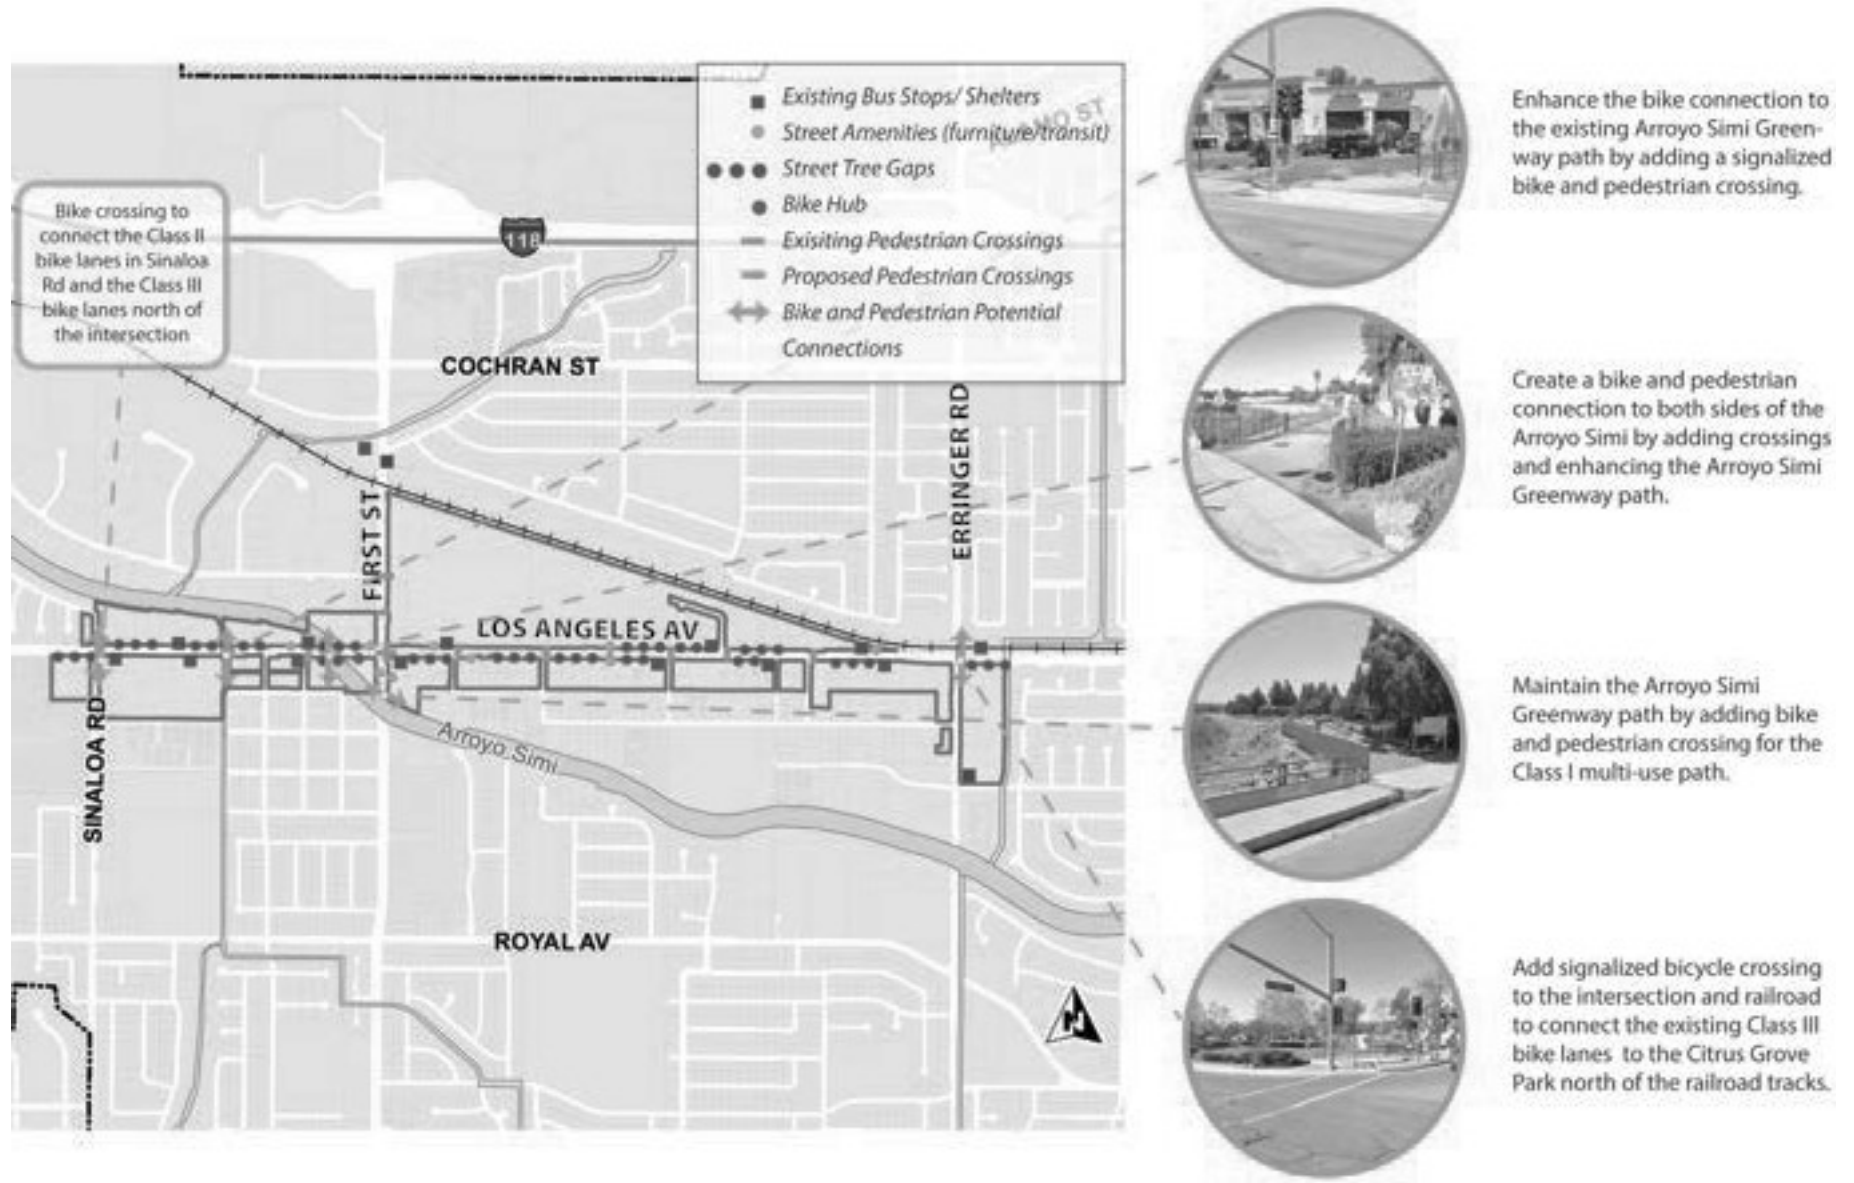 Existing Bus Stops/ Shelters
Street Amenities (furniture/transit)
Street Tree Gaps
Bike Hub
Exisiting Pedestrian Crossings
Proposed Pedestrian Crossings
Bike and Pedestrian Potential
Connections
Bike crossing to
connect the Class II
bike lanes in Sinaloa
Rd and the Class III
bike lanes north of
the intersection
118
COCHRAN ST
ERRINGER RD
FIRST ST
LOS ANGELES AV
SINALOA RD
Arroyo Simi
ROYAL AV
N
Enhance the bike connection to
the existing Arroyo Simi Green-
way path by adding a signalized
bike and pedestrian crossing.
Create a bike and pedestrian
connection to both sides of the
Arroyo Simi by adding crossings
and enhancing the Arroyo Simi
Greenway path.
Maintain the Arroyo Simi
Greenway path by adding bike
and pedestrian crossing for the
Class I multi-use path.
Add signalized bicycle crossing
to the intersection and railroad
to connect the existing Class III
bike lanes to the Citrus Grove
Park north of the railroad tracks.